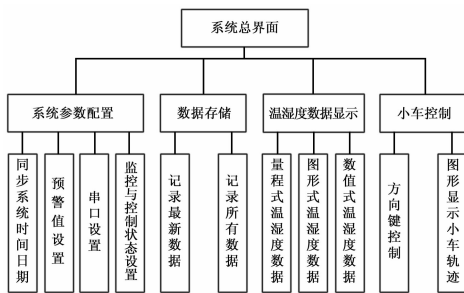 系统总界面
系统参数配置
数据存储
温湿度数据显示
小车控制
同步系统时间日期
预警值设置
串口设置
监控与控制状态设置
记录最新数据
记录所有数据
量程式温湿度数据
图形式温湿度数据
数值式温湿度数据
方向键控制
图形显示小车轨迹